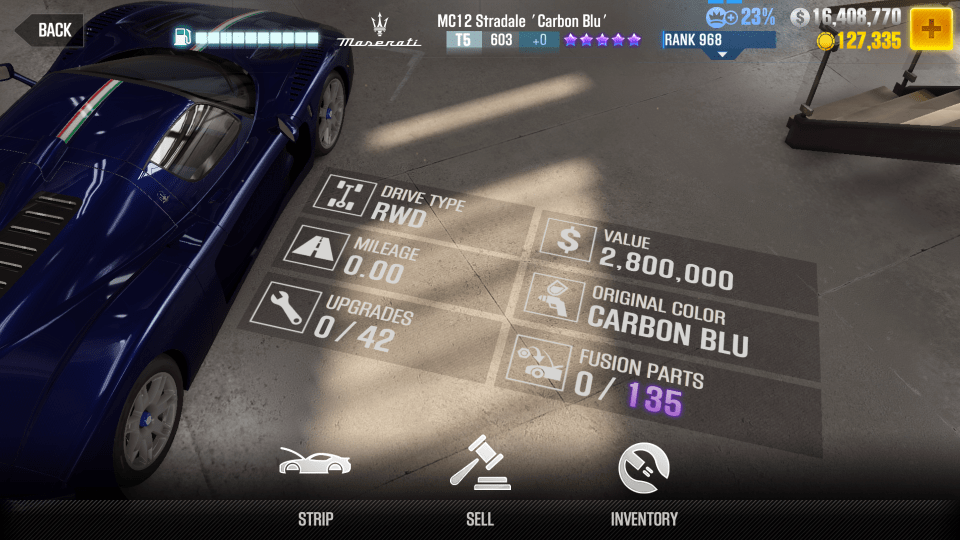 BACK
Maserati
MC12 Stradale 'Carbon Blu'
T5 603 +0
23%
RANK 968
16,408,770
127,335
DRIVE TYPE
RWD
MILEAGE
0.00
UPGRADES
0 / 42
VALUE
2,800,000
ORIGINAL COLOR
CARBON BLU
FUSION PARTS
0 / 135
STRIP
SELL
INVENTORY